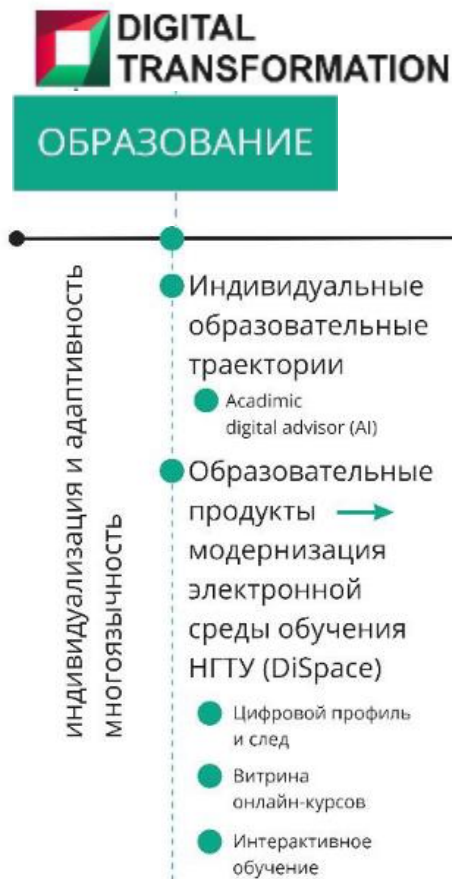 DIGITAL
TRANSFORMATION
ОБРАЗОВАНИЕ
индивидуализация и адаптивность
многоязычность
Индивидуальные
образовательные
траектории
Acadimic
digital advisor (AI)
Образовательные
продукты →
модернизация
электронной
среды обучения
НГТУ (DiSpace)
Цифровой профиль
и след
Витрина
онлайн-курсов
Интерактивное
обучение